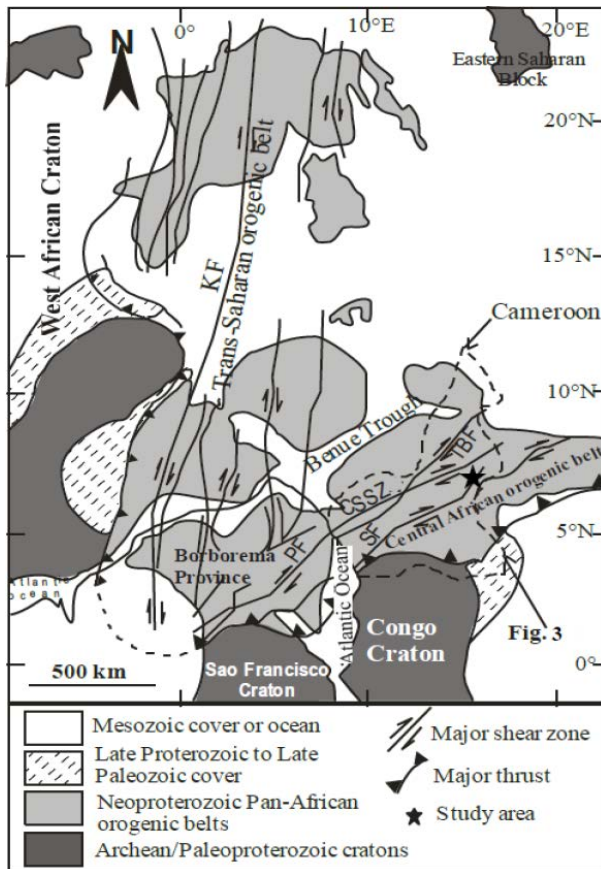 0°
10°E
20°E
N
Eastern Saharan
Block
20°N
West African Craton
15°N
KF
Trans-Saharan orogenic belt
Cameroon
10°N
Benue Trough
TBF
CSSZ
SF
Central African orogenic belt
5°N
PF
Borborema
Province
Atlantic
ocean
Atlantic Ocean
Congo
Craton
Fig. 3
500 km
Sao Francisco
Craton
0°
Mesozoic cover or ocean
Late Proterozoic to Late
Paleozoic cover
Neoproterozoic Pan-African
orogenic belts
Archean/Paleoproterozoic cratons
Major shear zone
Major thrust
Study area